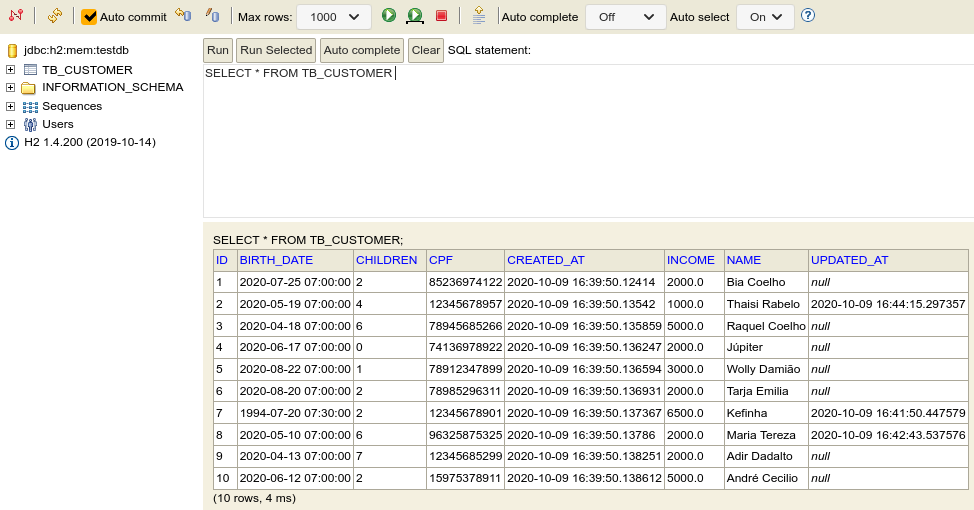 Auto commit Max rows: 1000 Auto complete Off Auto select On ?
jdbc:h2:mem:testdb
TB_CUSTOMER
INFORMATION_SCHEMA
Sequences
Users
H2 1.4.200 (2019-10-14)
Run Run Selected Auto complete Clear SQL statement:
SELECT * FROM TB_CUSTOMER
SELECT * FROM TB_CUSTOMER;
ID BIRTH_DATE CHILDREN CPF CREATED_AT INCOME NAME UPDATED_AT
1 2020-07-25 07:00:00 2 85236974122 2020-10-09 16:39:50.12414 2000.0 Bia Coelho null
2 2020-05-19 07:00:00 4 12345678957 2020-10-09 16:39:50.13542 1000.0 Thaisi Rabelo 2020-10-09 16:44:15.297357
3 2020-04-18 07:00:00 6 78945685266 2020-10-09 16:39:50.135859 5000.0 Raquel Coelho null
4 2020-06-17 07:00:00 0 74136978922 2020-10-09 16:39:50.136247 2000.0 Júpiter null
5 2020-08-22 07:00:00 1 78912347899 2020-10-09 16:39:50.136594 3000.0 Wolly Damião null
6 2020-08-20 07:00:00 2 78985296311 2020-10-09 16:39:50.136931 2000.0 Tarja Emilia null
7 1994-07-20 07:30:00 2 12345678901 2020-10-09 16:39:50.137367 6500.0 Kefinha 2020-10-09 16:41:50.447579
8 2020-05-10 07:00:00 6 96325875325 2020-10-09 16:39:50.13786 2000.0 Maria Tereza 2020-10-09 16:42:43.537576
9 2020-04-13 07:00:00 7 12345685299 2020-10-09 16:39:50.138251 2000.0 Adir Dadalto null
10 2020-06-12 07:00:00 2 15975378911 2020-10-09 16:39:50.138612 5000.0 André Cecilio null
(10 rows, 4 ms)